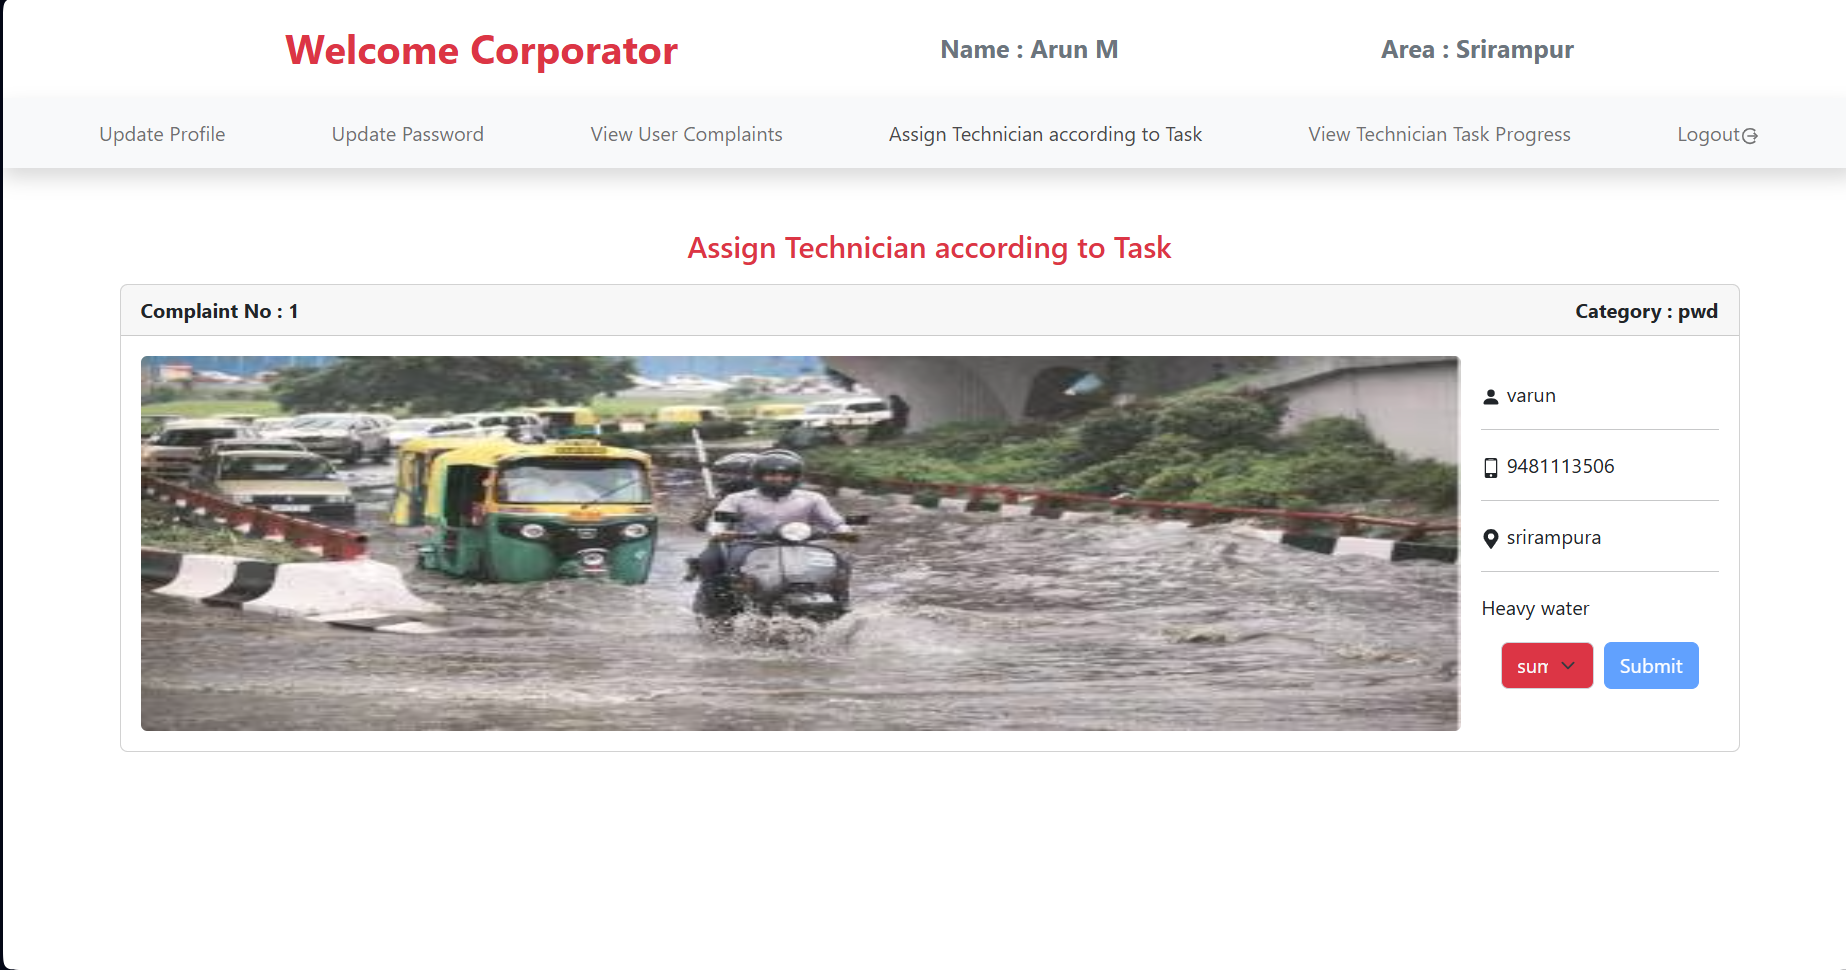 Welcome Corporator Name : Arun M Area : Srirampur
Update Profile Update Password View User Complaints Assign Technician according to Task View Technician Task Progress Logout
Assign Technician according to Task
Complaint No : 1 Category : pwd
varun
9481113506
srirampura
Heavy water
Submit